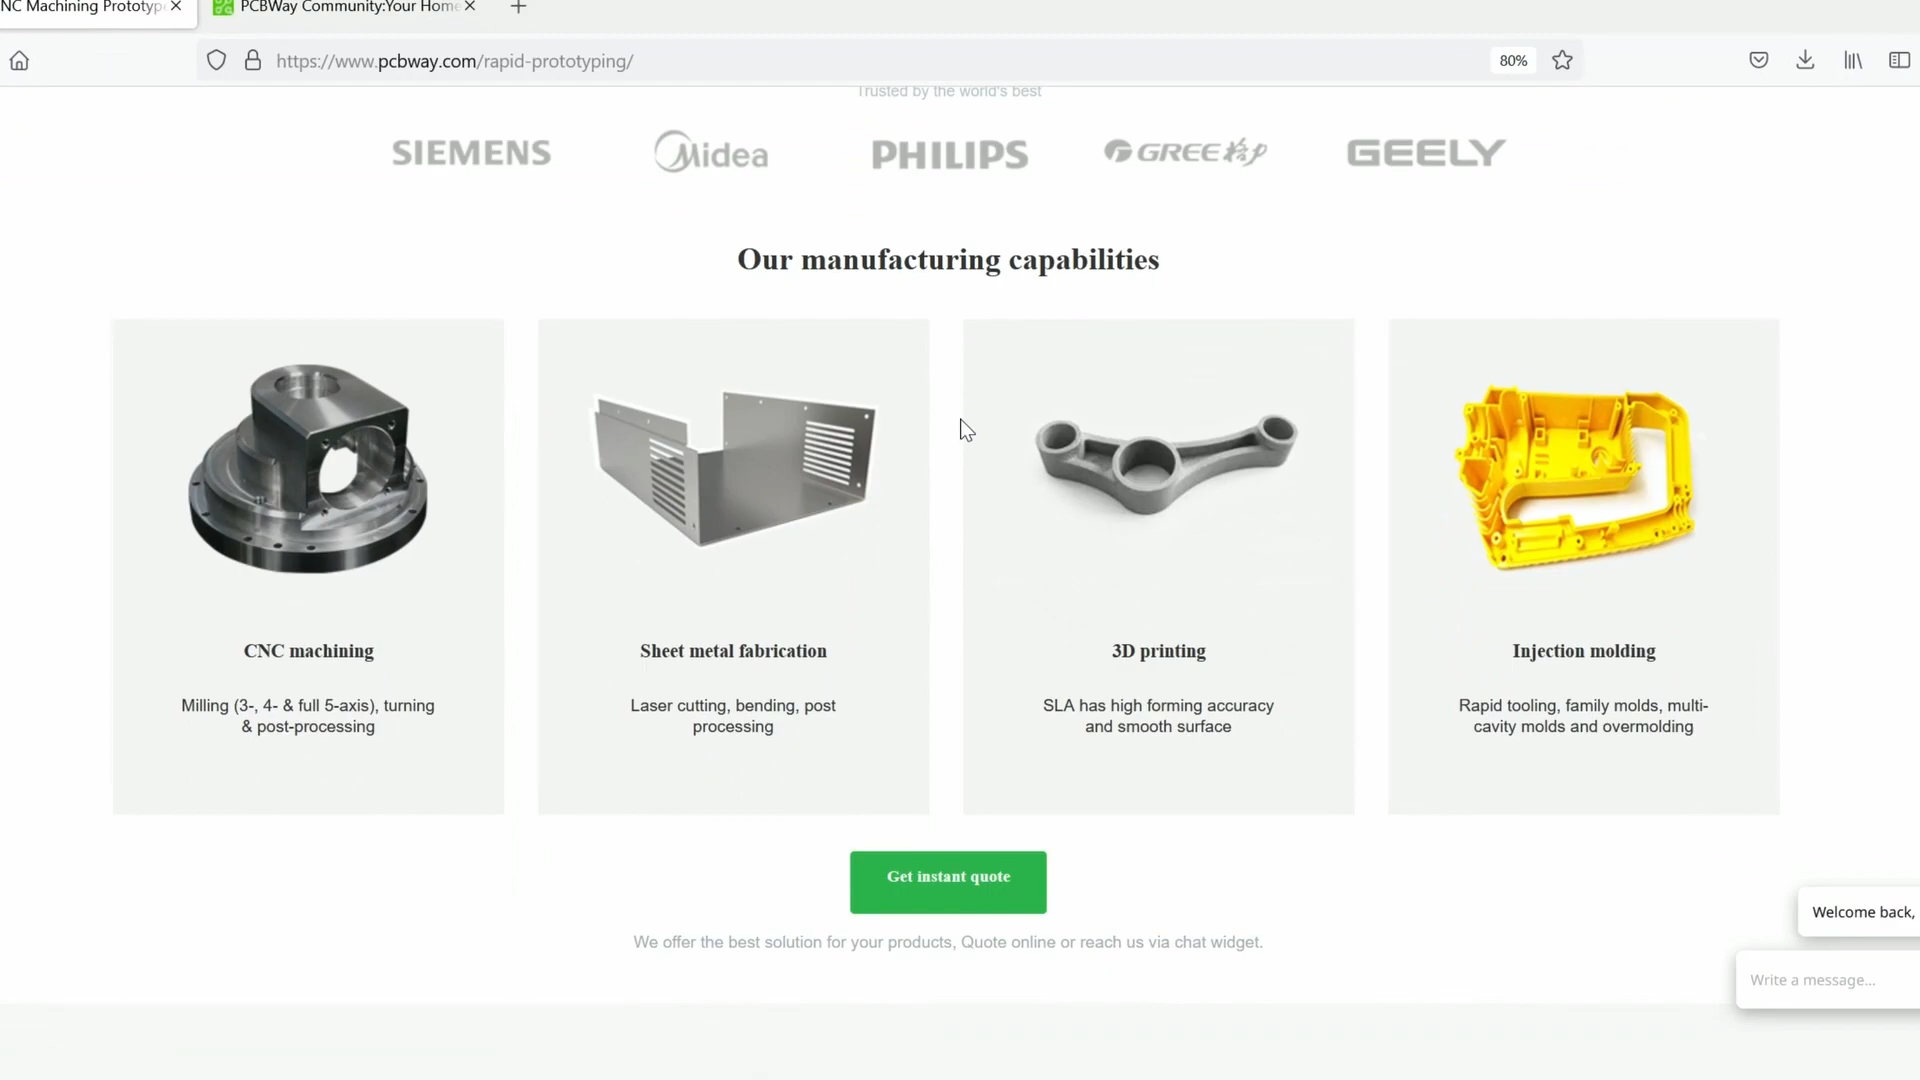 NC Machining Prototyp
PCBWay Community:Your Home
https://www.pcbway.com/rapid-prototyping/
80%
Trusted by the world's best
SIEMENS
Midea
PHILIPS
GREE 格力
GEELY
Our manufacturing capabilities
CNC machining
Milling (3-, 4- & full 5-axis), turning
& post-processing
Sheet metal fabrication
Laser cutting, bending, post
processing
3D printing
SLA has high forming accuracy
and smooth surface
Injection molding
Rapid tooling, family molds, multi-
cavity molds and overmolding
Get instant quote
We offer the best solution for your products, Quote online or reach us via chat widget.
Welcome back,
Write a message...